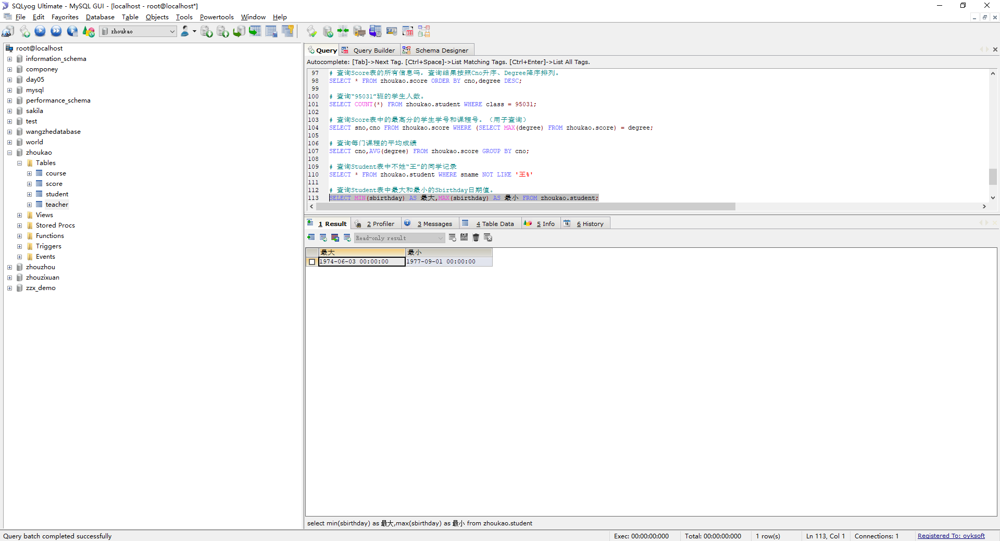 SQLyog Ultimate - MySQL GUI - [localhost - root@localhost*]
File Edit Favorites Database Table Objects Tools Powertools Window Help
zhoukao
root@localhost
information_schema
componey
day05
mysql
performance_schema
sakila
test
wangzhedatabase
world
zhoukao
Tables
course
score
student
teacher
Views
Stored Procs
Functions
Triggers
Events
zhouzhou
zhouzixuan
zzx_demo
Query Query Builder Schema Designer
Autocomplete: [Tab]->Next Tag. [Ctrl+Space]->List Matching Tags. [Ctrl+Enter]->List All Tags.
97 # 查询Score表的所有信息吗，查询结果按照Cno升序、Degree降序排列。
98 SELECT * FROM zhoukao.score ORDER BY cno,degree DESC;
99
100 # 查询“95031”班的学生人数。
101 SELECT COUNT(*) FROM zhoukao.student WHERE class = 95031;
102
103 # 查询Score表中的最高分的学生学号和课程号。（用子查询）
104 SELECT sno,cno FROM zhoukao.score WHERE (SELECT MAX(degree) FROM zhoukao.score) = degree;
105
106 # 查询每门课程的平均成绩
107 SELECT cno,AVG(degree) FROM zhoukao.score GROUP BY cno;
108
109 # 查询Student表中不姓“王”的同学记录
110 SELECT * FROM zhoukao.student WHERE sname NOT LIKE '王%'
111
112 # 查询Student表中最大和最小的Sbirthday日期值。
113 SELECT MIN(sbirthday) AS 最大,MAX(sbirthday) AS 最小 FROM zhoukao.student;
1 Result 2 Profiler 3 Messages 4 Table Data 5 Info 6 History
Read-only result
最大 最小
1974-06-03 00:00:00 1977-09-01 00:00:00
select min(sbirthday) as 最大,max(sbirthday) as 最小 from zhoukao.student
Query batch completed successfully Exec: 00:00:00:000 Total: 00:00:00:000 1 row(s) Ln 113, Col 1 Connections: 1 Registered To: ovksoft